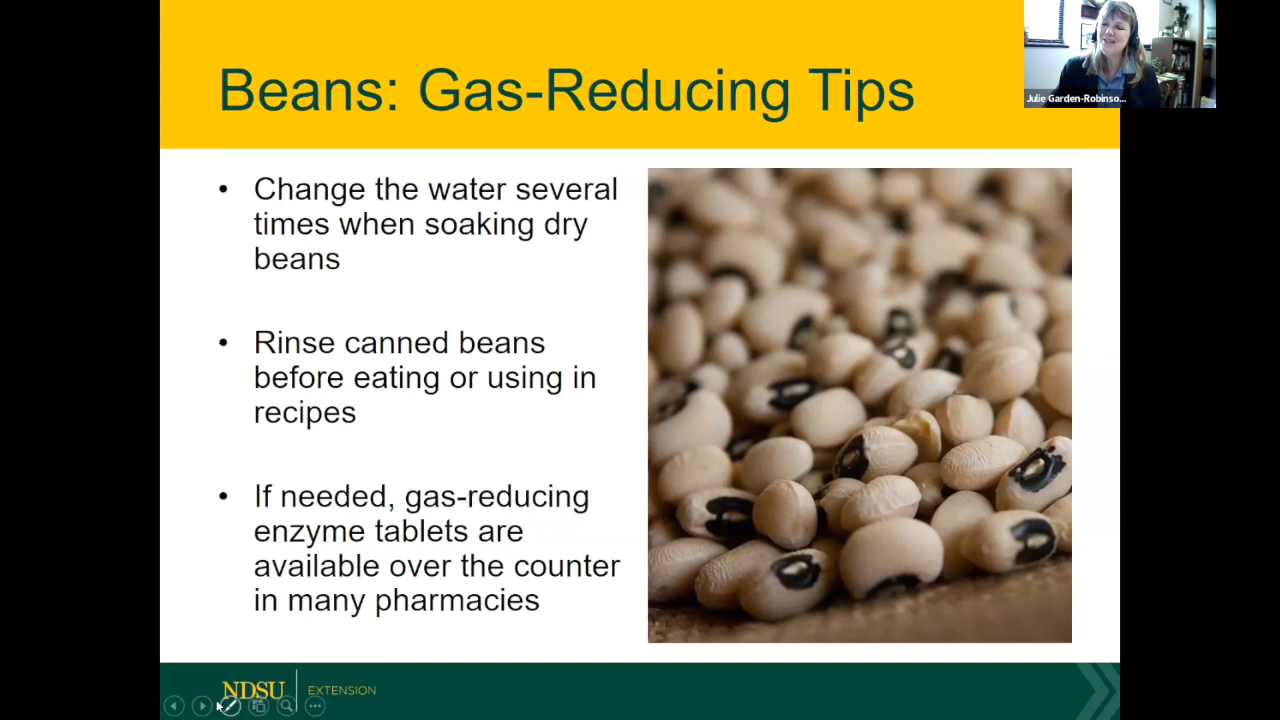 Beans: Gas-Reducing Tips
Julie Garden-Robinso...
• Change the water several
times when soaking dry
beans
• Rinse canned beans
before eating or using in
recipes
• If needed, gas-reducing
enzyme tablets are
available over the counter
in many pharmacies
NDSU EXTENSION